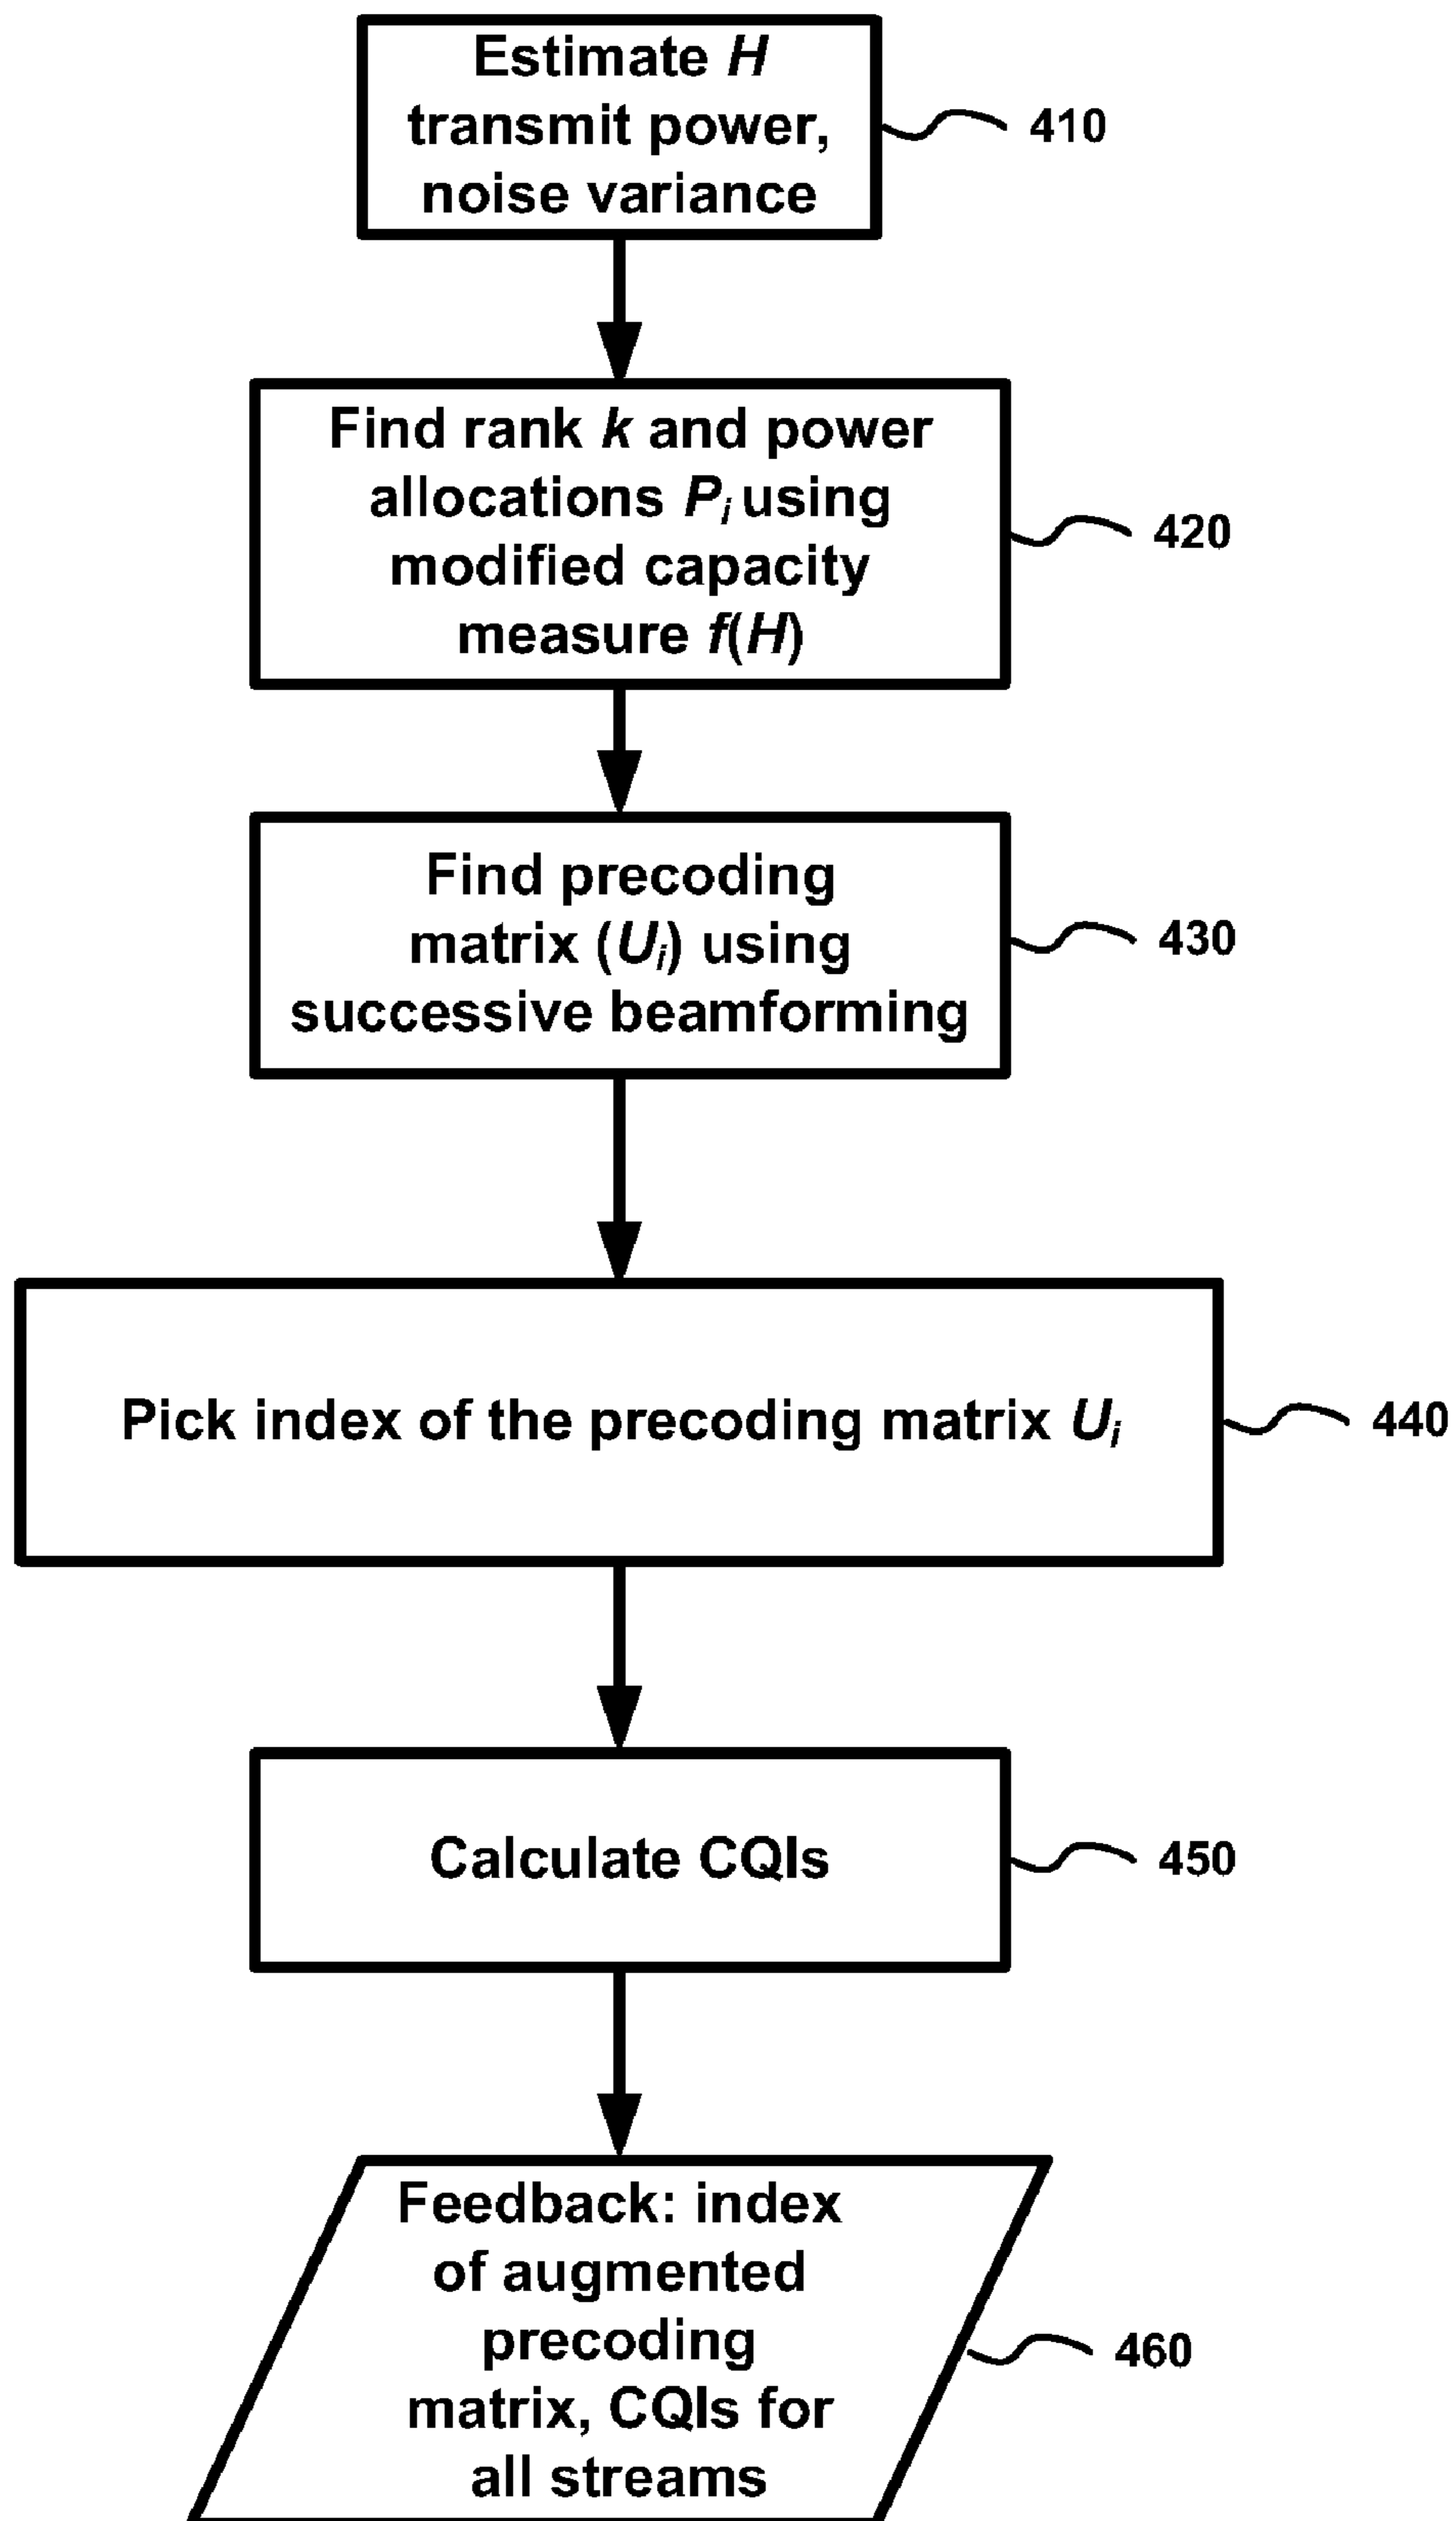 Estimate H
transmit power,
noise variance
410
Find rank k and power
allocations Pi using
modified capacity
measure f(H)
420
Find precoding
matrix (Ui) using
successive beamforming
430
Pick index of the precoding matrix Ui
440
Calculate CQIs
450
Feedback: index
of augmented
precoding
matrix, CQIs for
all streams
460